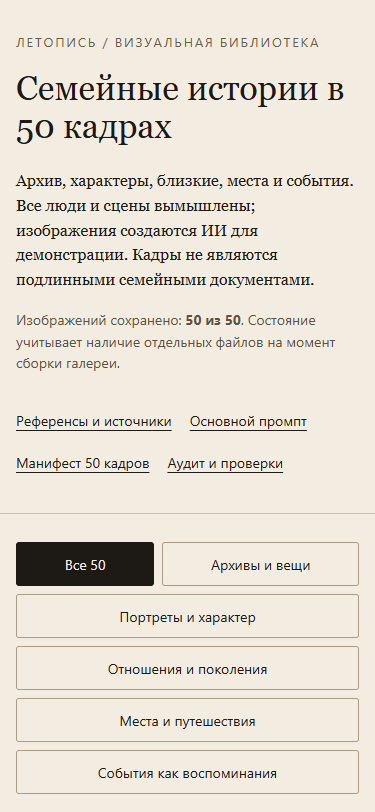 ЛЕТОПИСЬ / ВИЗУАЛЬНАЯ БИБЛИОТЕКА
Семейные истории в
50 кадрах
Архив, характеры, близкие, места и события.
Все люди и сцены вымышлены;
изображения создаются ИИ для
демонстрации. Кадры не являются
подлинными семейными документами.
Изображений сохранено: 50 из 50. Состояние
учитывает наличие отдельных файлов на момент
сборки галереи.
Референсы и источники Основной промпт
Манифест 50 кадров Аудит и проверки
Все 50 Архивы и вещи
Портреты и характер
Отношения и поколения
Места и путешествия
События как воспоминания